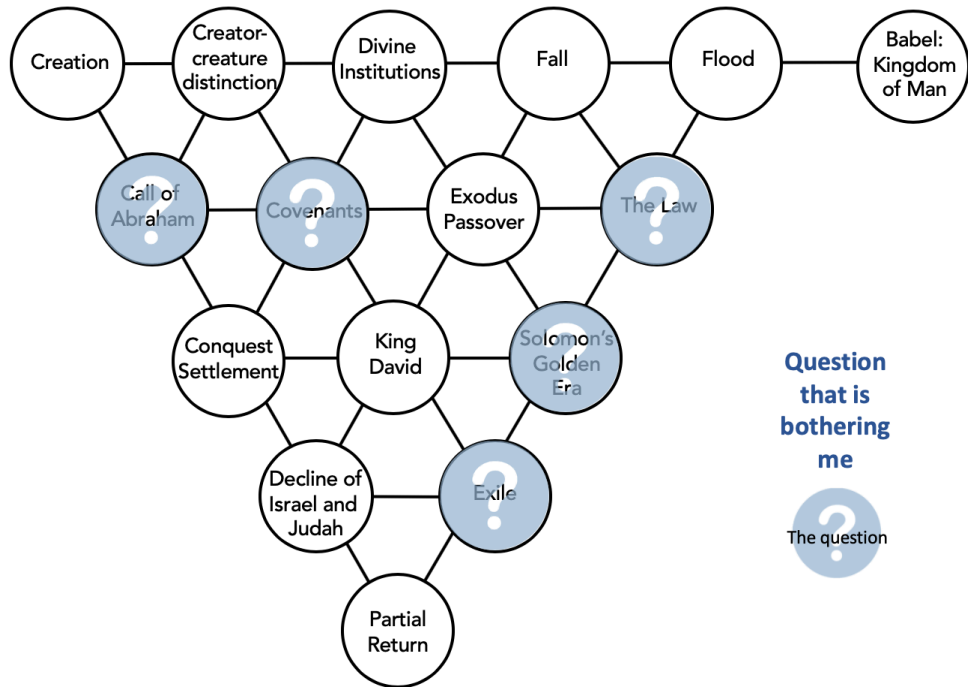 Creation
Creator-
creature
distinction
Divine
Institutions
Fall
Flood
Babel:
Kingdom
of Man
Call of
Abraham
Covenants
Exodus
Passover
The Law
Conquest
Settlement
King
David
Solomon's
Golden
Era
Question
that is
bothering
me
Decline of
Israel and
Judah
Exile
The question
Partial
Return